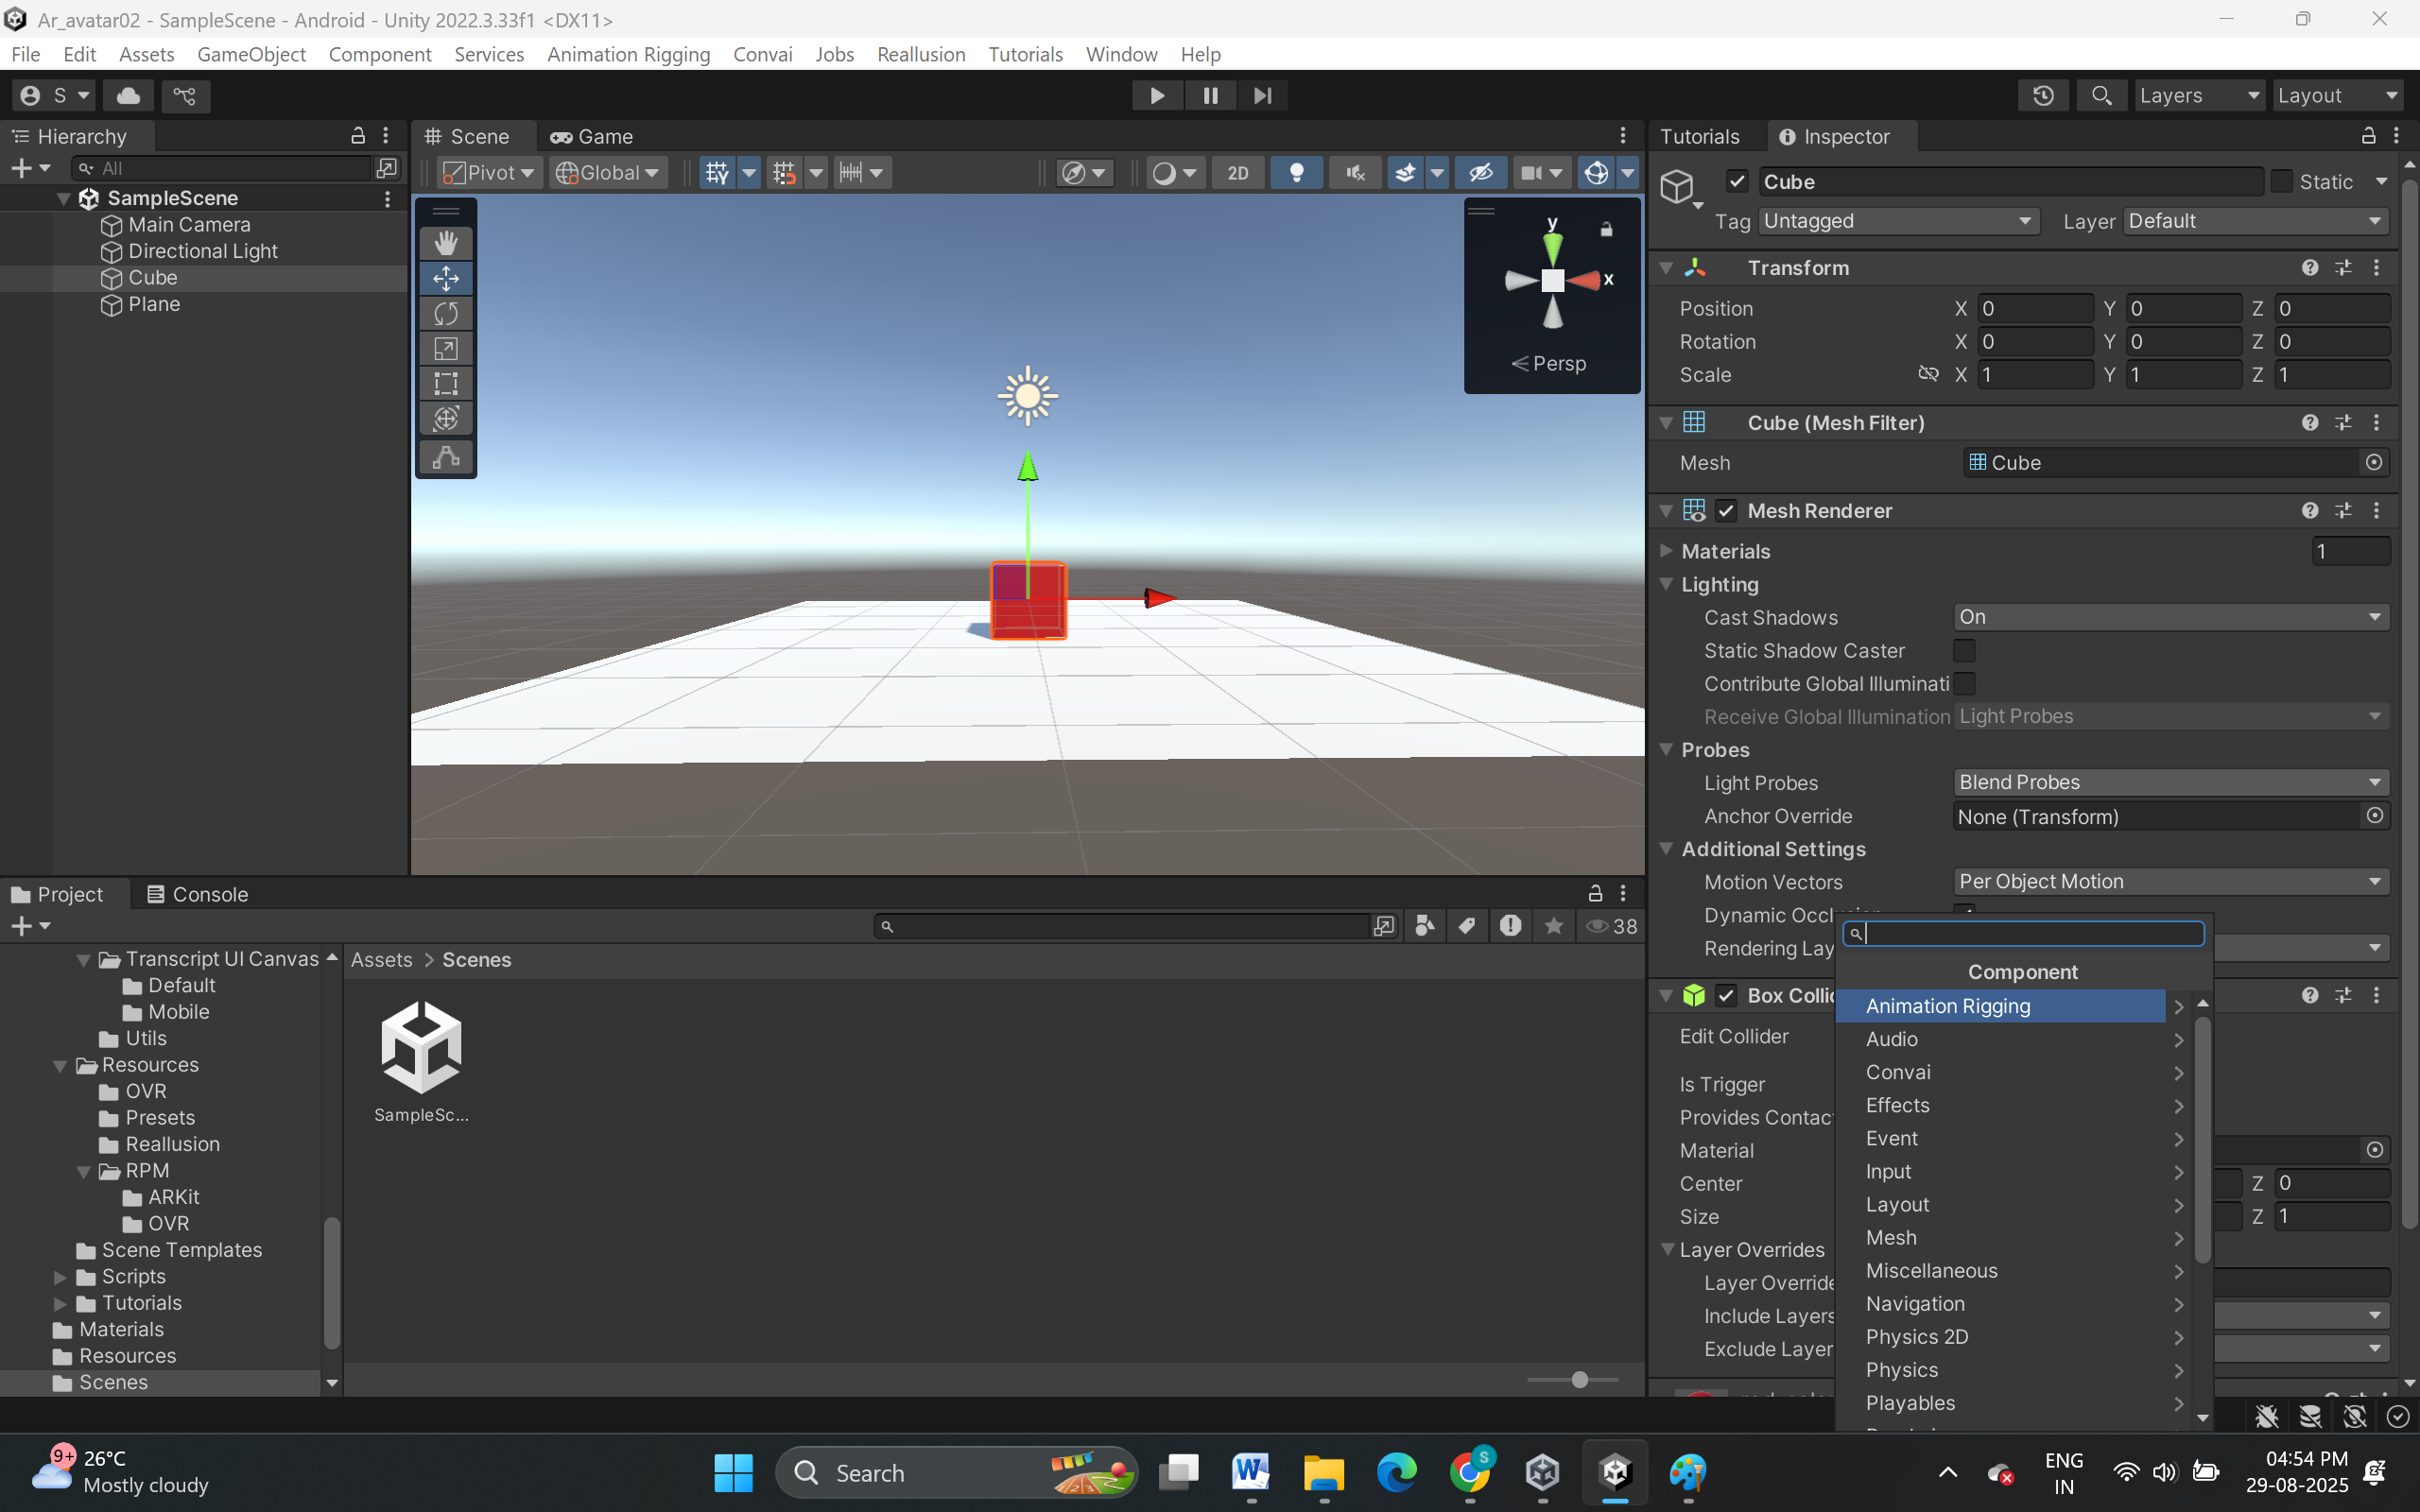 Ar_avatar02 - SampleScene - Android - Unity 2022.3.33f1 <DX11>
File Edit Assets GameObject Component Services Animation Rigging Convai Jobs Reallusion Tutorials Window Help
S Layers Layout
Hierarchy
All
SampleScene
Main Camera
Directional Light
Cube
Plane
Scene Game
Pivot Global 2D
y
x
Persp
Tutorials Inspector
Cube Static
Tag Untagged Layer Default
Transform
Position X 0 Y 0 Z 0
Rotation X 0 Y 0 Z 0
Scale X 1 Y 1 Z 1
Cube (Mesh Filter)
Mesh Cube
Mesh Renderer
Materials 1
Lighting
Cast Shadows On
Static Shadow Caster
Contribute Global Illuminati
Receive Global Illumination Light Probes
Probes
Light Probes Blend Probes
Anchor Override None (Transform)
Additional Settings
Motion Vectors Per Object Motion
Dynamic Occlusion
Rendering Lay
Box Collic
Edit Collider
Is Trigger
Provides Contac
Material
Center Z 0
Size Z 1
Layer Overrides
Layer Override
Include Layers
Exclude Layer
Component
Animation Rigging
Audio
Convai
Effects
Event
Input
Layout
Mesh
Miscellaneous
Navigation
Physics 2D
Physics
Playables
Project Console
38
Transcript UI Canvas
Default
Mobile
Utils
Resources
OVR
Presets
Reallusion
RPM
ARKit
OVR
Scene Templates
Scripts
Tutorials
Materials
Resources
Scenes
Assets > Scenes
SampleSc...
9+
26°C
Mostly cloudy
Search
S
ENG
IN
04:54 PM
29-08-2025